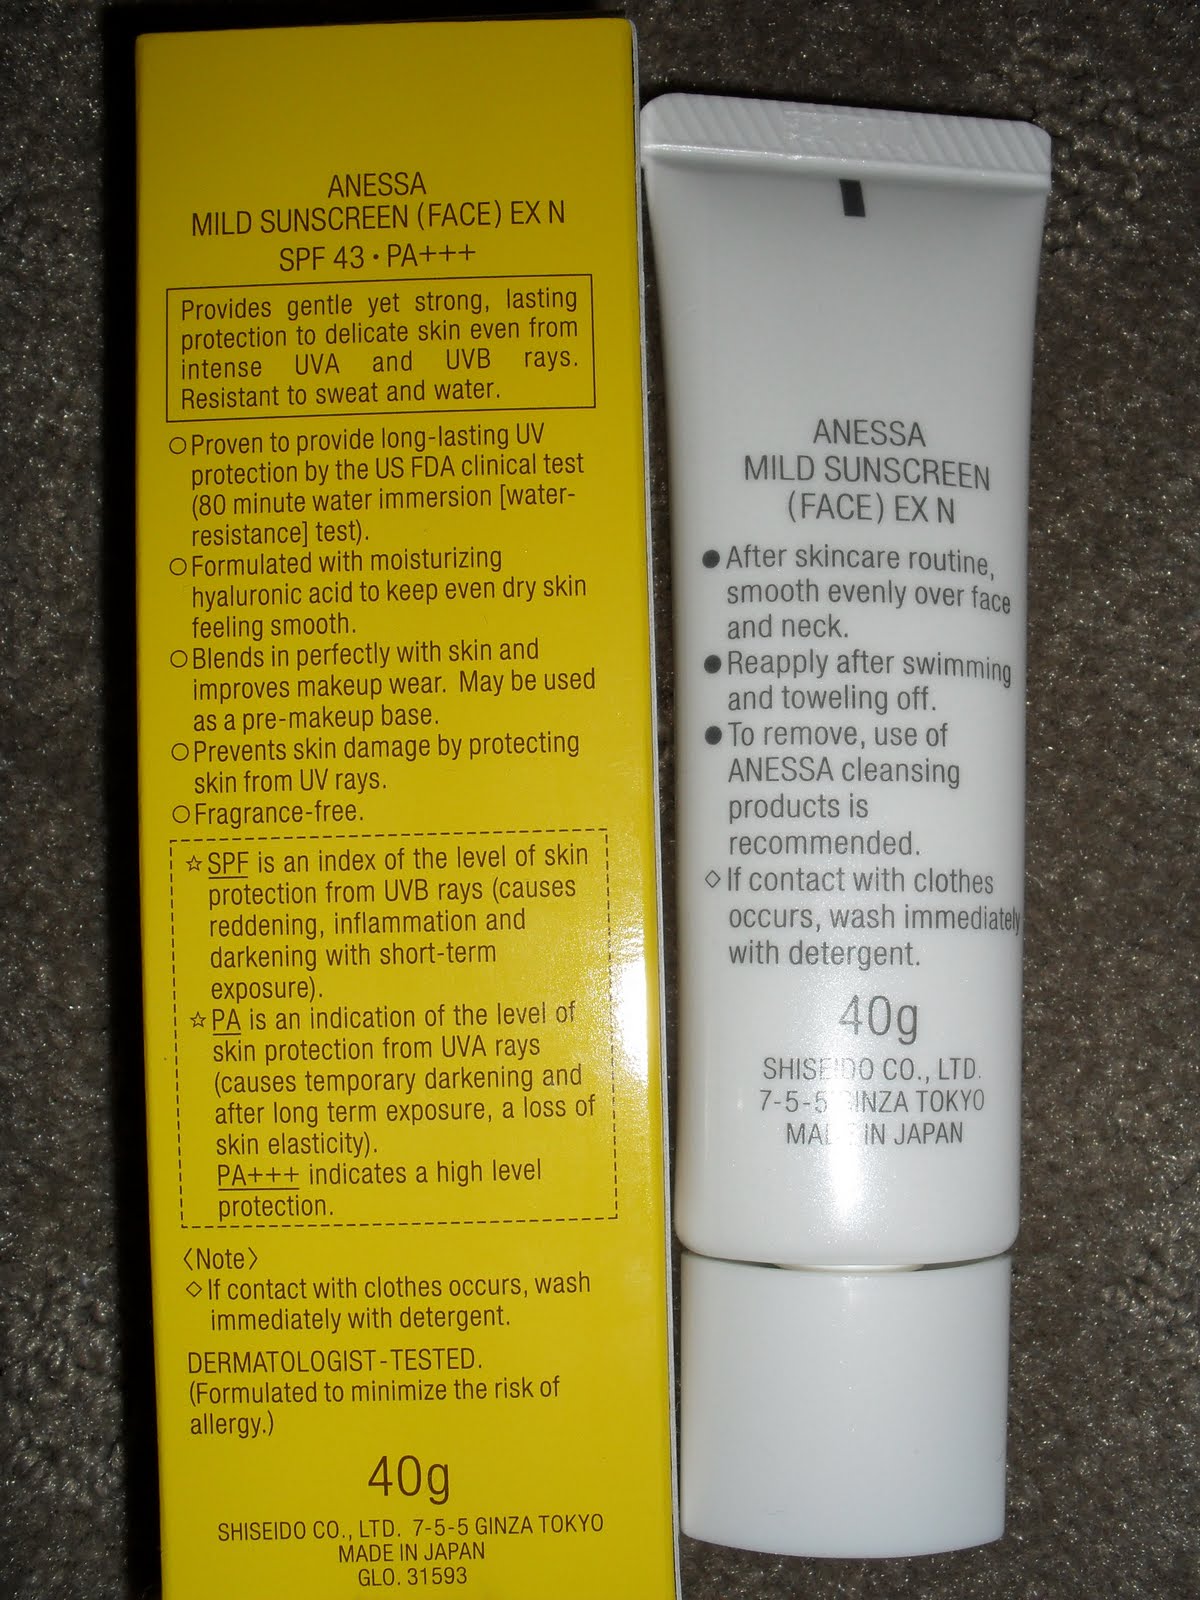 ANESSA
MILD SUNSCREEN (FACE) EX N
SPF 43・PA+++
Provides gentle yet strong, lasting
protection to delicate skin even from
intense UVA and UVB rays.
Resistant to sweat and water.
○Proven to provide long-lasting UV
protection by the US FDA clinical test
(80 minute water immersion [water-
resistance] test).
○Formulated with moisturizing
hyaluronic acid to keep even dry skin
feeling smooth.
○Blends in perfectly with skin and
improves makeup wear. May be used
as a pre-makeup base.
○Prevents skin damage by protecting
skin from UV rays.
○Fragrance-free.
☆SPF is an index of the level of skin
protection from UVB rays (causes
reddening, inflammation and
darkening with short-term
exposure).
☆PA is an indication of the level of
skin protection from UVA rays
(causes temporary darkening and
after long term exposure, a loss of
skin elasticity).
PA+++ indicates a high level
protection.
〈Note〉
◇If contact with clothes occurs, wash
immediately with detergent.
DERMATOLOGIST-TESTED.
(Formulated to minimize the risk of
allergy.)
40g
SHISEIDO CO., LTD. 7-5-5 GINZA TOKYO
MADE IN JAPAN
GLO. 31593
ANESSA
MILD SUNSCREEN
(FACE) EX N
●After skincare routine,
smooth evenly over face
and neck.
●Reapply after swimming
and toweling off.
●To remove, use of
ANESSA cleansing
products is
recommended.
◇If contact with clothes
occurs, wash immediately
with detergent.
40g
SHISEIDO CO., LTD.
7-5-5 GINZA TOKYO
MADE IN JAPAN